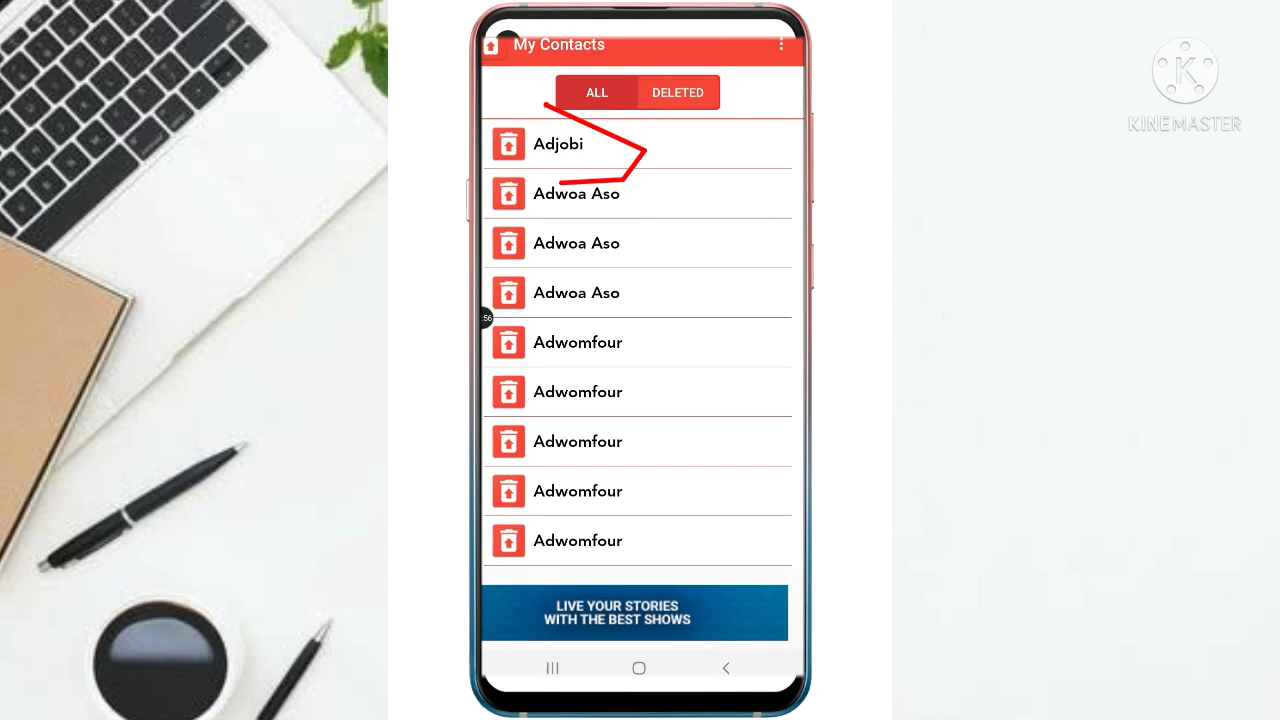 My Contacts
ALL
DELETED
Adjobi
Adwoa Aso
Adwoa Aso
Adwoa Aso
:56
Adwomfour
Adwomfour
Adwomfour
Adwomfour
Adwomfour
LIVE YOUR STORIES
WITH THE BEST SHOWS
K
KINEMASTER